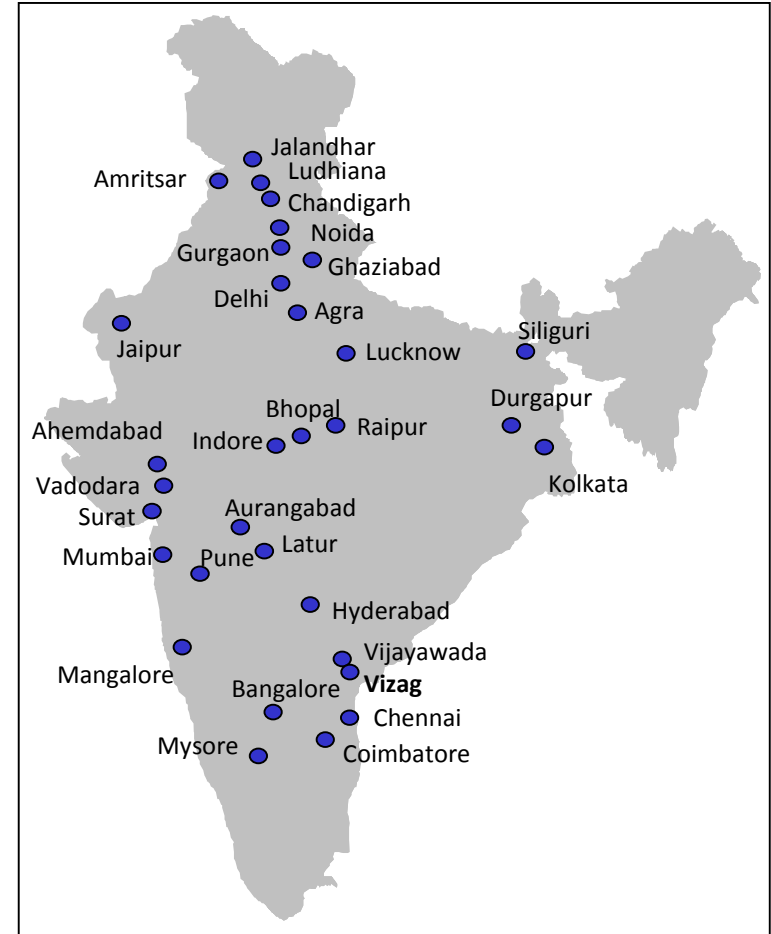 Jalandhar
Ludhiana
Amritsar
Chandigarh
Noida
Gurgaon
Ghaziabad
Delhi
Agra
Siliguri
Jaipur
Lucknow
Durgapur
Bhopal
Ahemdabad
Raipur
Indore
Kolkata
Vadodara
Aurangabad
Surat
Latur
Mumbai
Pune
Hyderabad
Vijayawada
Mangalore
Vizag
Bangalore
Chennai
Mysore
Coimbatore